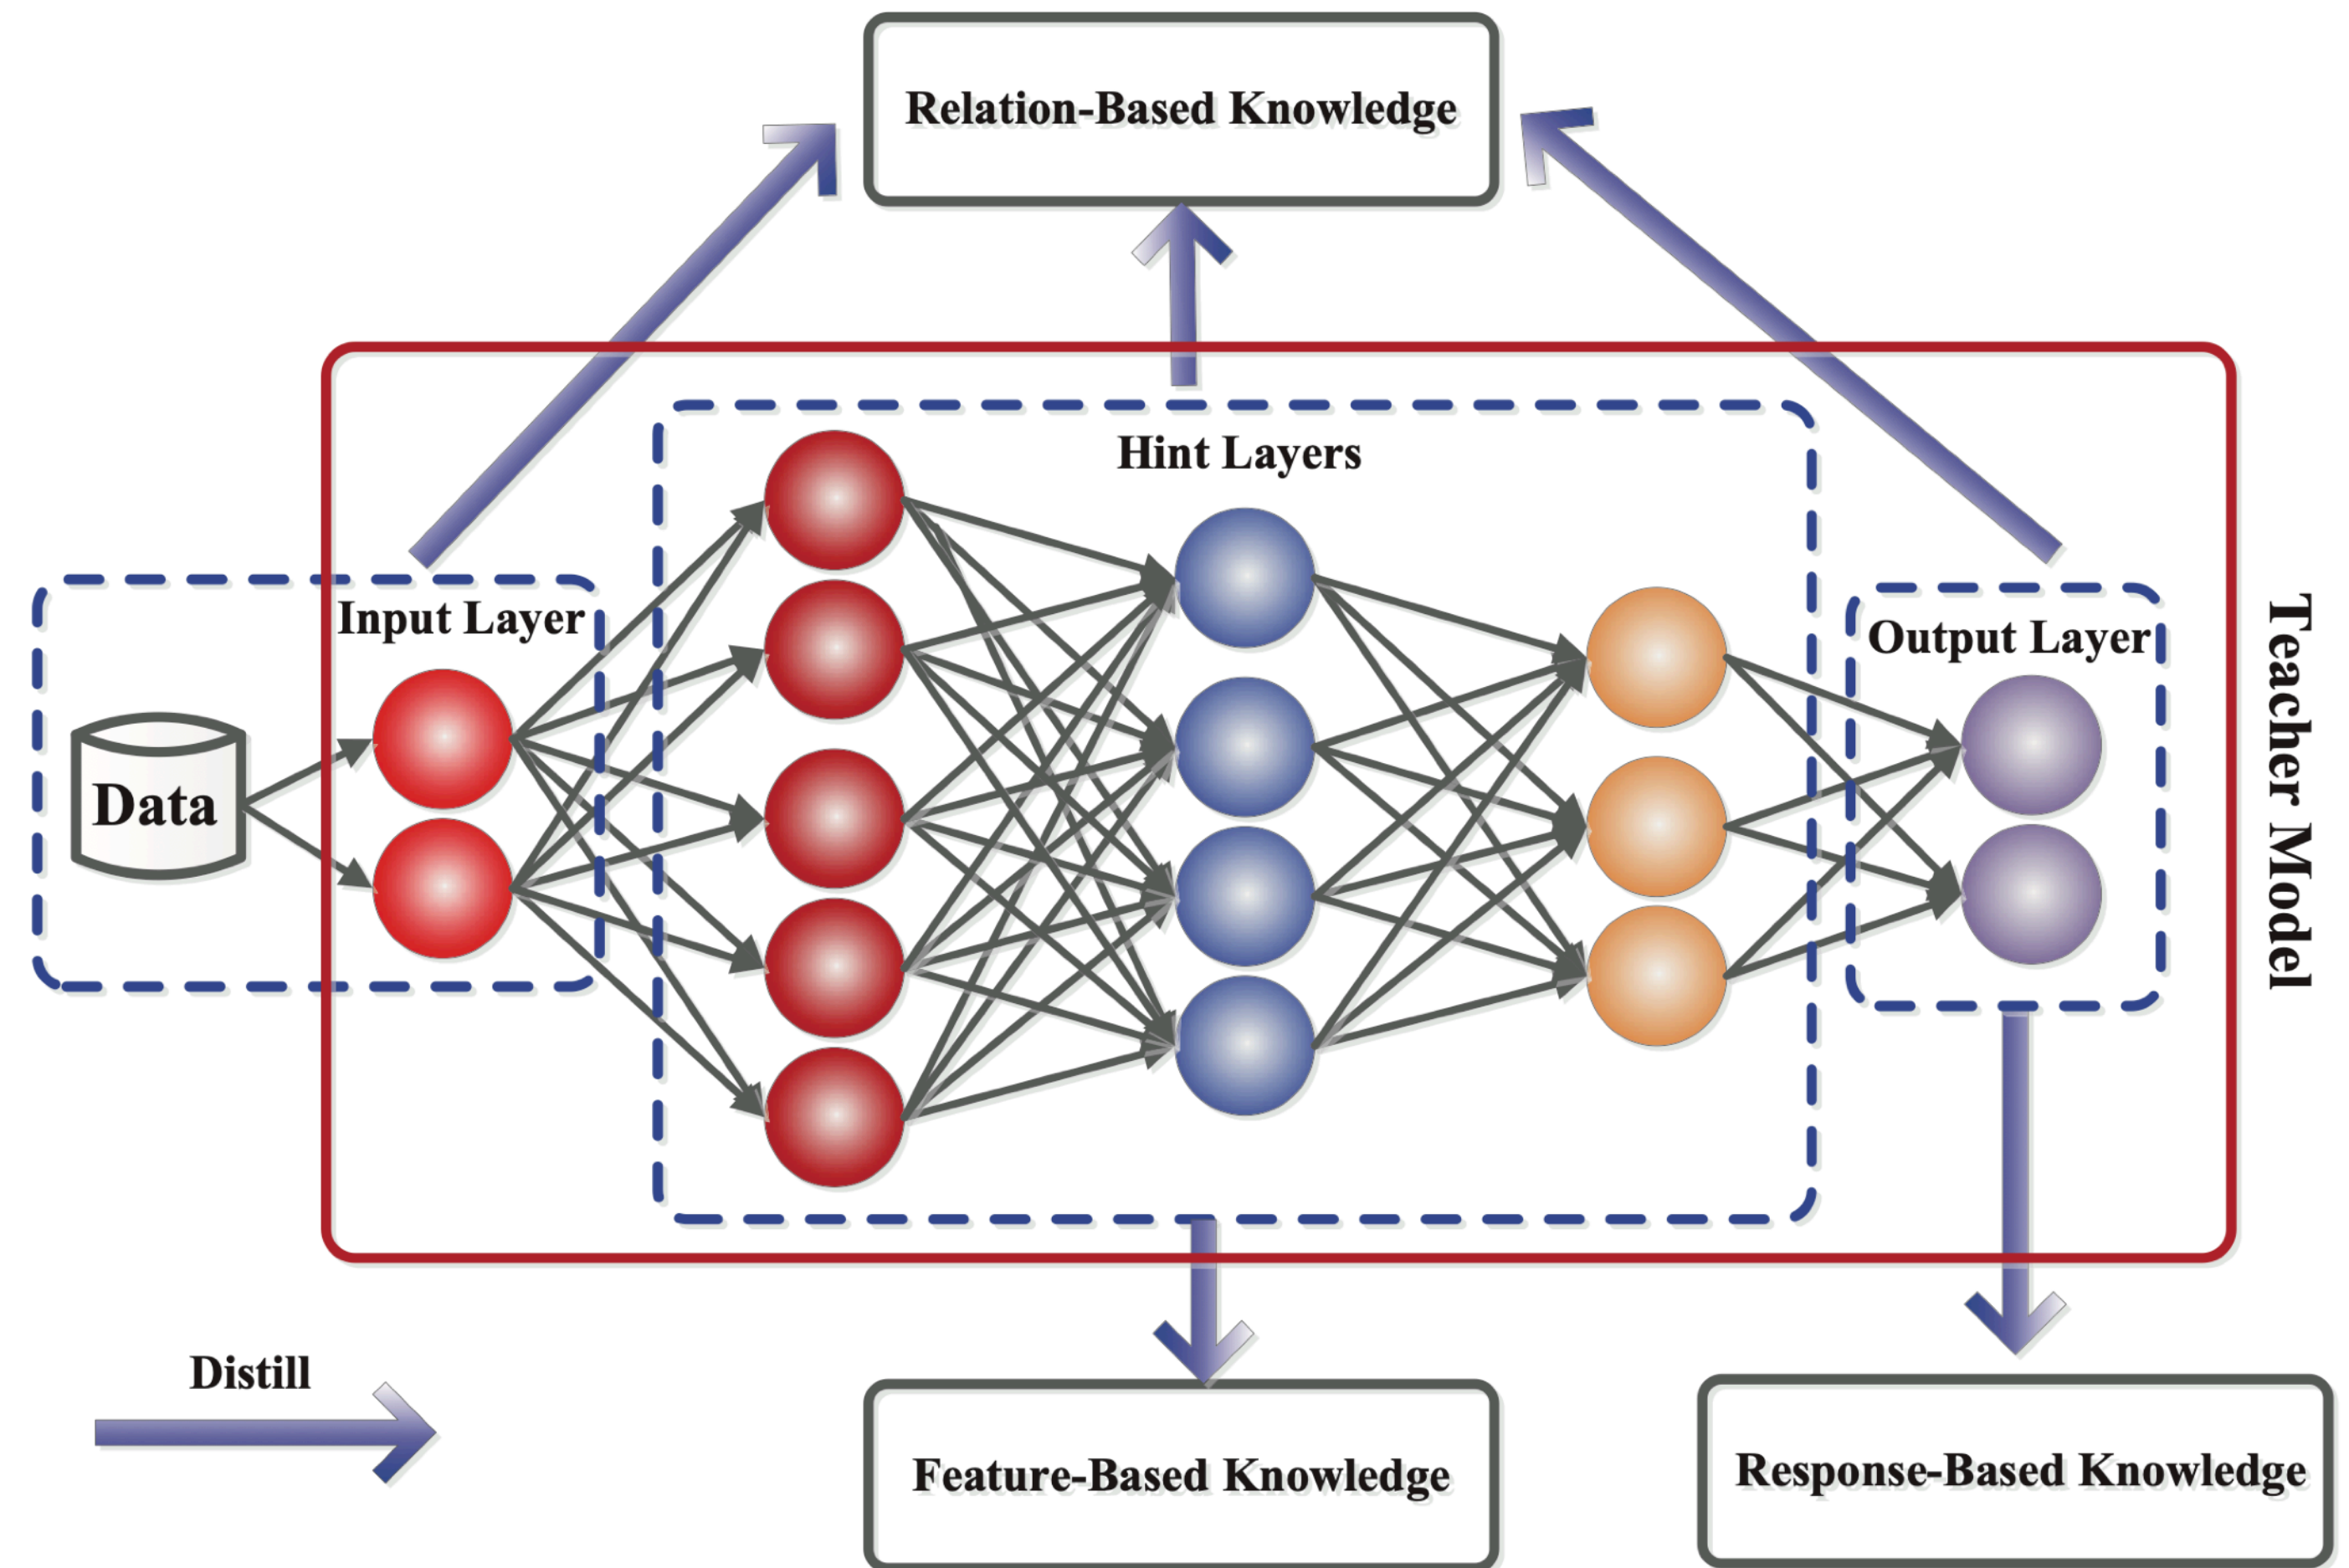 Relation-Based Knowledge
Hint Layers
Input Layer
Output Layer
Data
Teacher Model
Distill
Feature-Based Knowledge
Response-Based Knowledge